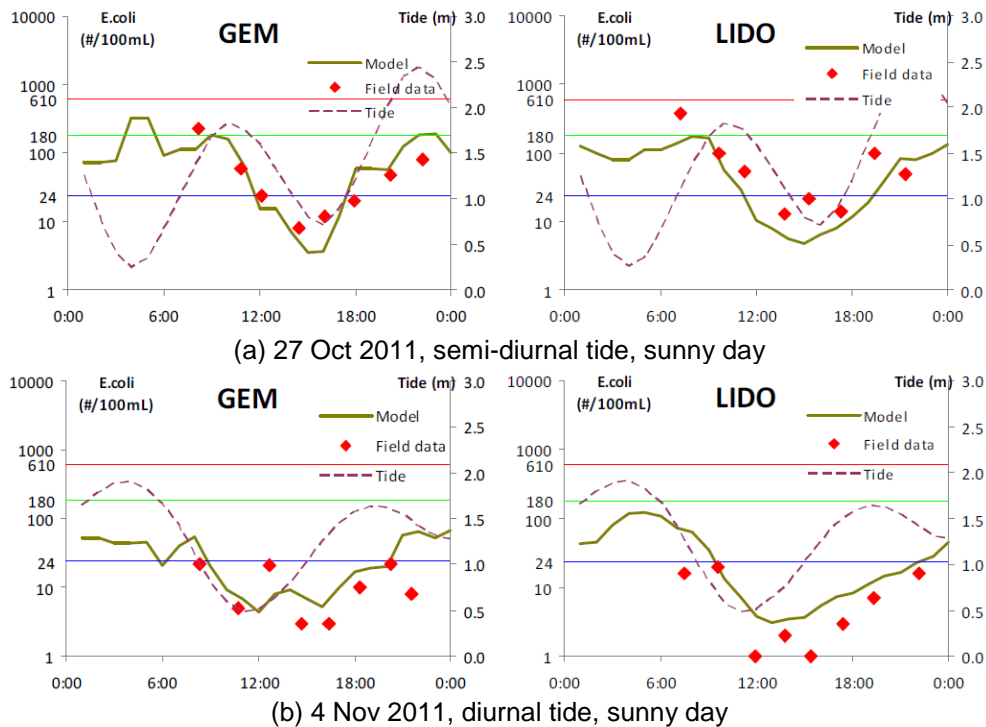 10000
E.coli
(#/100mL)
GEM
Tide (m)
3.0
Model
Field data
Tide
1000
610
180
100
24
10
1
2.5
2.0
1.5
1.0
0.5
0.0
0:00
6:00
12:00
18:00
0:00
10000
E.coli
(#/100mL)
LIDO
Tide (m)
3.0
Model
Field data
Tide
1000
610
180
100
24
10
1
2.5
2.0
1.5
1.0
0.5
0.0
0:00
6:00
12:00
18:00
0:00
(a) 27 Oct 2011, semi-diurnal tide, sunny day
10000
E.coli
(#/100mL)
GEM
Tide (m)
3.0
Model
Field data
Tide
1000
610
180
100
24
10
1
2.5
2.0
1.5
1.0
0.5
0.0
0:00
6:00
12:00
18:00
0:00
10000
E.coli
(#/100mL)
LIDO
Tide (m)
3.0
Model
Field data
Tide
1000
610
180
100
24
10
1
2.5
2.0
1.5
1.0
0.5
0.0
0:00
6:00
12:00
18:00
0:00
(b) 4 Nov 2011, diurnal tide, sunny day